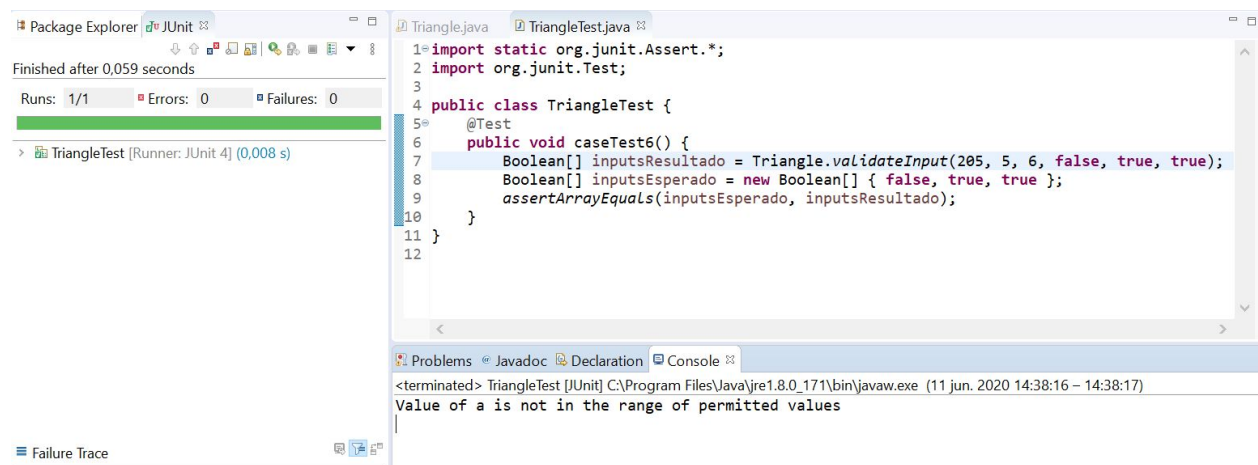 Package Explorer JUnit
Finished after 0,059 seconds
Runs: 1/1 Errors: 0 Failures: 0
TriangleTest [Runner: JUnit 4] (0,008 s)
Failure Trace
Triangle.java TriangleTest.java
1 import static org.junit.Assert.*;
2 import org.junit.Test;
3
4 public class TriangleTest {
5 @Test
6 public void caseTest6() {
7 Boolean[] inputsResultado = Triangle.validateInput(205, 5, 6, false, true, true);
8 Boolean[] inputsEsperado = new Boolean[] { false, true, true };
9 assertArrayEquals(inputsEsperado, inputsResultado);
10 }
11 }
12
Problems Javadoc Declaration Console
<terminated> TriangleTest [JUnit] C:\Program Files\Java\jre1.8.0_171\bin\javaw.exe (11 jun. 2020 14:38:16 – 14:38:17)
Value of a is not in the range of permitted values